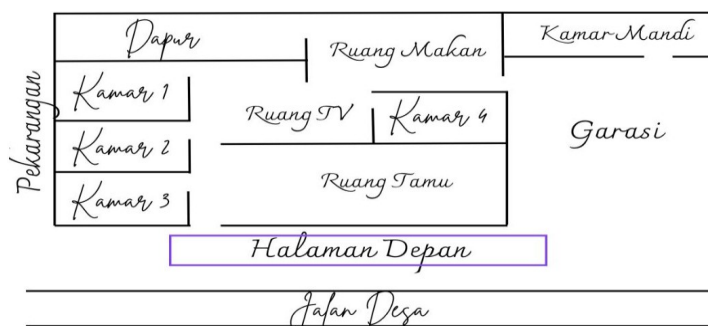 Dapur
Ruang Makan
Kamar Mandi
Pekarangan
Kamar 1
Ruang TV
Kamar 4
Garasi
Kamar 2
Ruang Tamu
Kamar 3
Halaman Depan
Jalan Desa